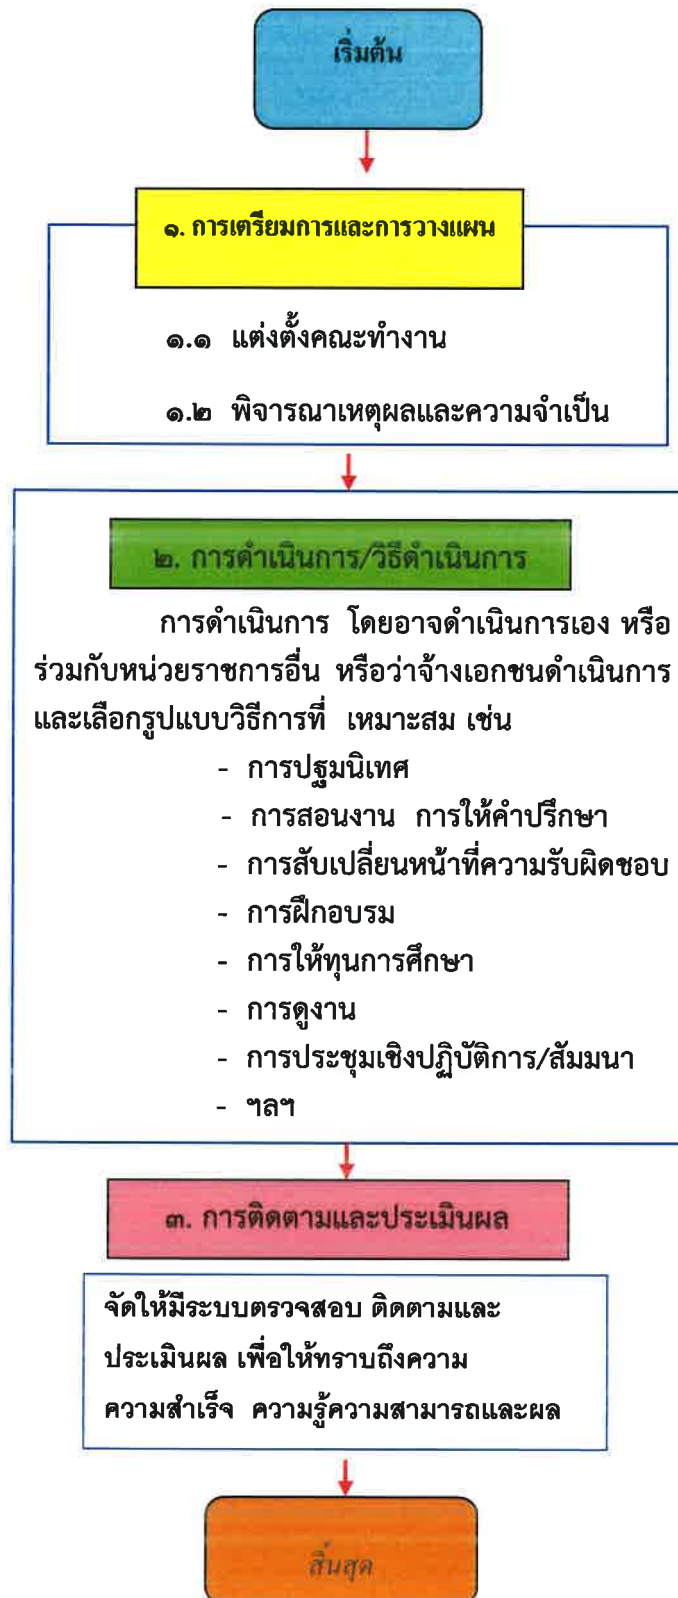 เริ่มต้น
๑. การเตรียมการและการวางแผน
๑.๑ แต่งตั้งคณะทำงาน
๑.๒ พิจารณาเหตุผลและความจำเป็น
๒. การดำเนินการ/วิธีดำเนินการ
การดำเนินการ โดยอาจดำเนินการเอง หรือ
ร่วมกับหน่วยราชการอื่น หรือว่าจ้างเอกชนดำเนินการ
และเลือกรูปแบบวิธีการที่ เหมาะสม เช่น
- การปฐมนิเทศ
- การสอนงาน การให้คำปรึกษา
- การสับเปลี่ยนหน้าที่ความรับผิดชอบ
- การฝึกอบรม
- การให้ทุนการศึกษา
- การดูงาน
- การประชุมเชิงปฏิบัติการ/สัมมนา
- ฯลฯ
๓. การติดตามและประเมินผล
จัดให้มีระบบตรวจสอบ ติดตามและ
ประเมินผล เพื่อให้ทราบถึงความ
ความสำเร็จ ความรู้ความสามารถและผล
สิ้นสุด